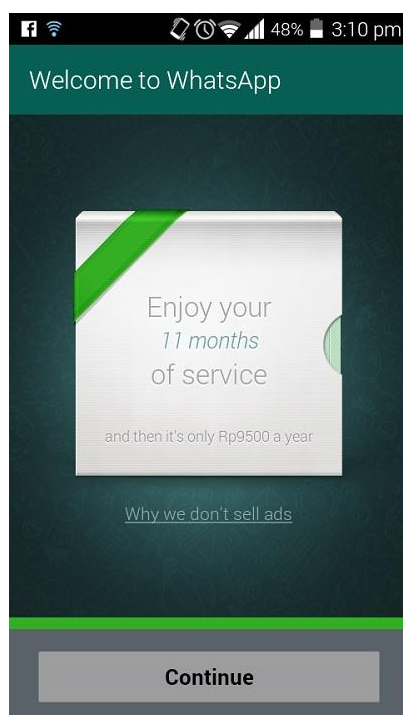 48% 3:10 pm
Welcome to WhatsApp
Enjoy your
11 months
of service
and then it's only Rp9500 a year
Why we don't sell ads
Continue